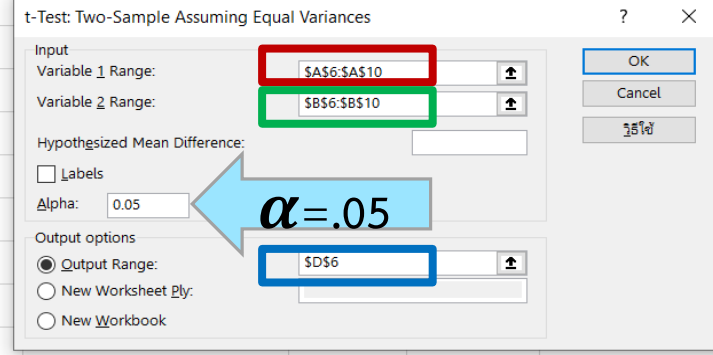 t-Test: Two-Sample Assuming Equal Variances ? ×
Input
Variable 1 Range: $A$6:$A$10 OK
Variable 2 Range: $B$6:$B$10 Cancel
Hypothesized Mean Difference: วิธีใช้
Labels
Alpha: 0.05
𝜶=.05
Output options
Output Range: $D$6
New Worksheet Ply:
New Workbook